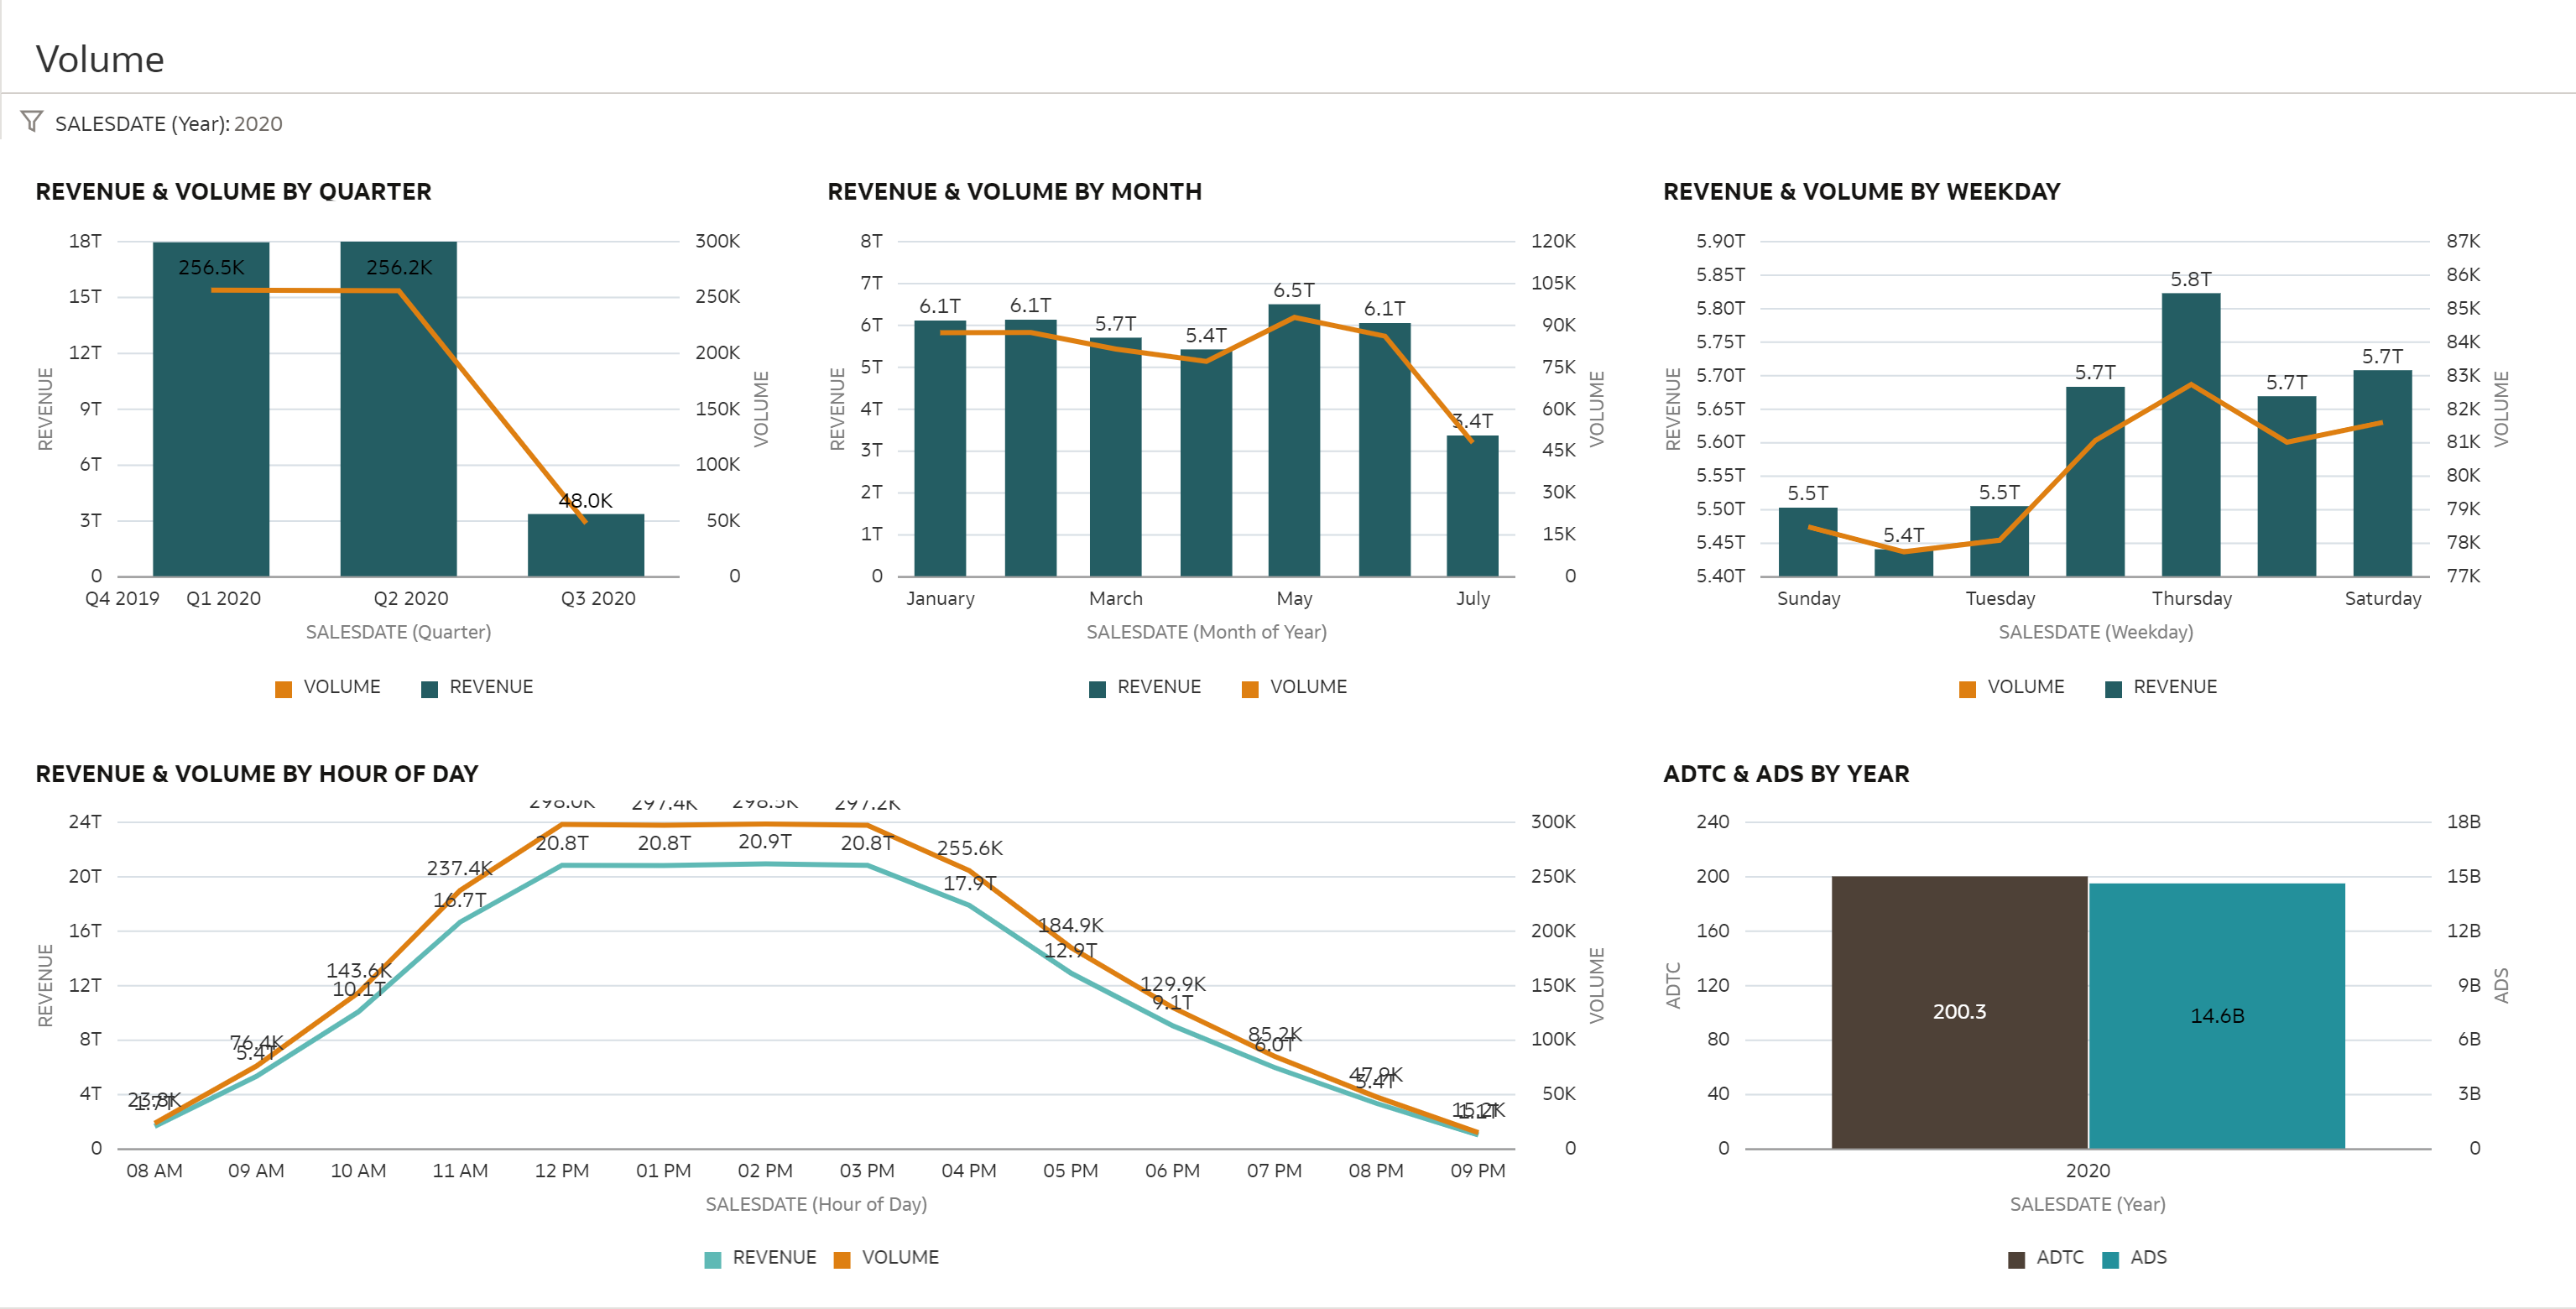 Volume
SALESDATE (Year): 2020
REVENUE & VOLUME BY QUARTER
18T
15T
12T
9T
6T
3T
0
REVENUE
256.5K
256.2K
48.0K
300K
250K
200K
150K
100K
50K
0
VOLUME
Q4 2019 Q1 2020 Q2 2020 Q3 2020
SALESDATE (Quarter)
VOLUME REVENUE
REVENUE & VOLUME BY MONTH
8T
7T
6T
5T
4T
3T
2T
1T
0
REVENUE
6.1T
6.1T
5.7T
5.4T
6.5T
6.1T
3.4T
120K
105K
90K
75K
60K
45K
30K
15K
0
VOLUME
January March May July
SALESDATE (Month of Year)
REVENUE VOLUME
REVENUE & VOLUME BY WEEKDAY
5.90T
5.85T
5.80T
5.75T
5.70T
5.65T
5.60T
5.55T
5.50T
5.45T
5.40T
REVENUE
5.5T
5.4T
5.5T
5.7T
5.8T
5.7T
5.7T
87K
86K
85K
84K
83K
82K
81K
80K
79K
78K
77K
VOLUME
Sunday Tuesday Thursday Saturday
SALESDATE (Weekday)
VOLUME REVENUE
REVENUE & VOLUME BY HOUR OF DAY
24T
20T
16T
12T
8T
4T
0
REVENUE
23.8K
1.7T
76.4K
5.4T
143.6K
10.1T
237.4K
16.7T
298.0K
20.8T
297.4K
20.8T
298.5K
20.9T
297.2K
20.8T
255.6K
17.9T
184.9K
12.9T
129.9K
9.1T
85.2K
6.0T
47.9K
3.4T
15.2K
1.1T
300K
250K
200K
150K
100K
50K
0
VOLUME
08 AM 09 AM 10 AM 11 AM 12 PM 01 PM 02 PM 03 PM 04 PM 05 PM 06 PM 07 PM 08 PM 09 PM
SALESDATE (Hour of Day)
REVENUE VOLUME
ADTC & ADS BY YEAR
240
200
160
120
80
40
0
ADTC
200.3
14.6B
18B
15B
12B
9B
6B
3B
0
ADS
2020
SALESDATE (Year)
ADTC ADS